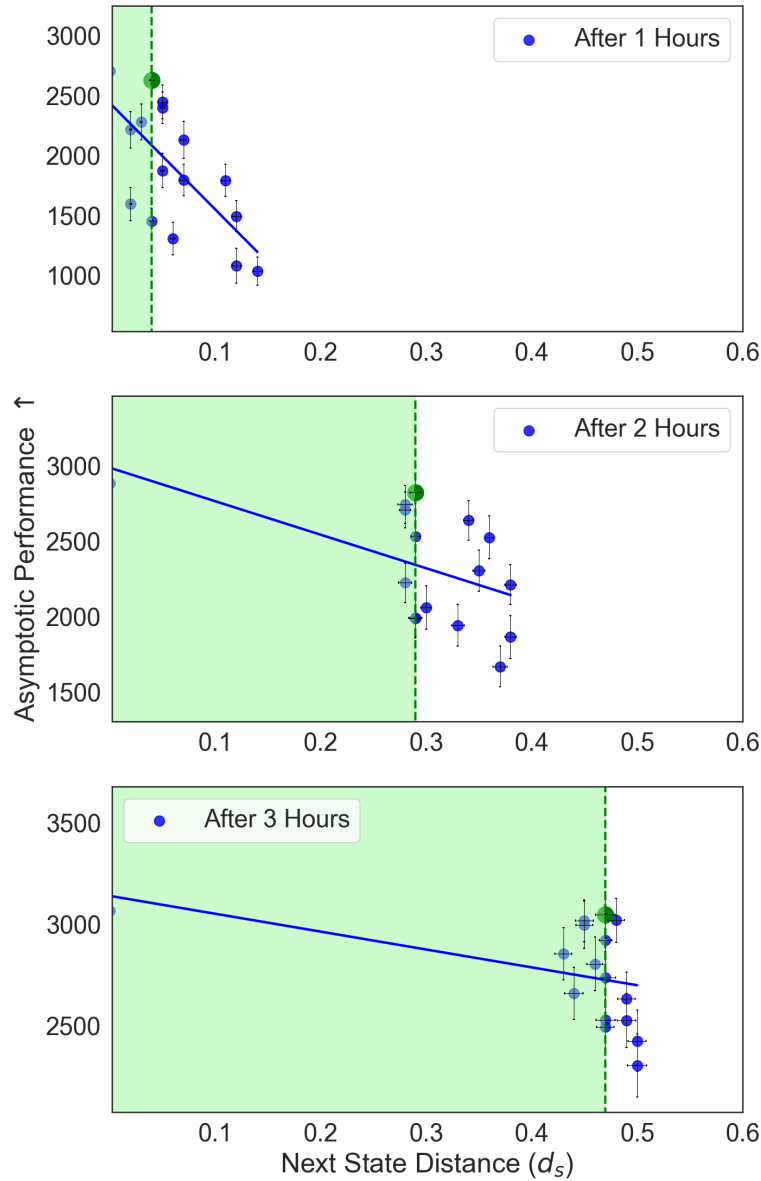 3000
2500
2000
1500
1000
After 1 Hours
0.1 0.2 0.3 0.4 0.5 0.6
Asymptotic Performance ↑
3000
2500
2000
1500
After 2 Hours
0.1 0.2 0.3 0.4 0.5 0.6
3500
3000
2500
After 3 Hours
0.1 0.2 0.3 0.4 0.5 0.6
Next State Distance (dₛ)